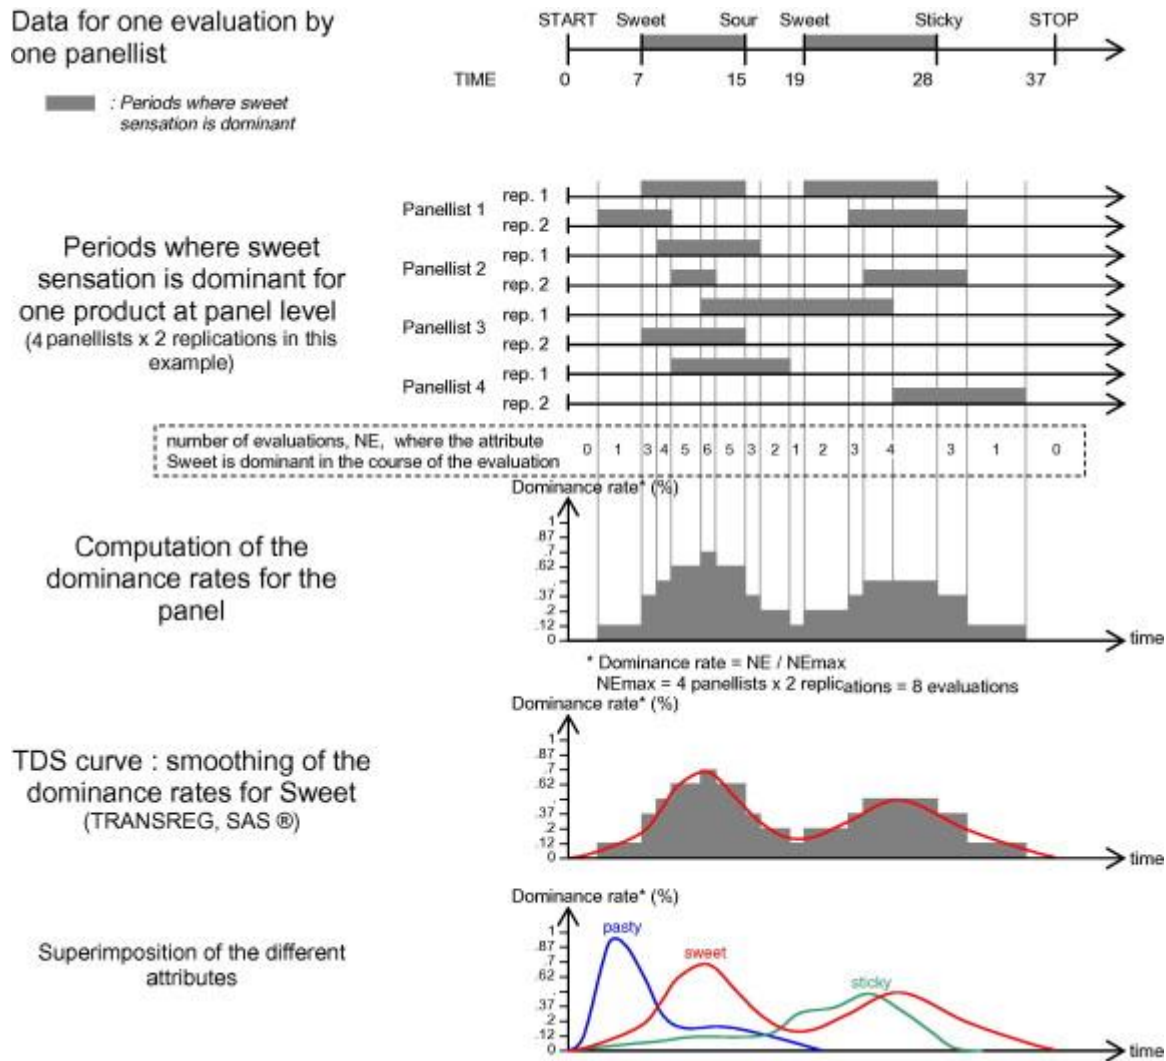 Data for one evaluation by
one panellist
: Periods where sweet
sensation is dominant
START Sweet Sour Sweet Sticky STOP
TIME 0 7 15 19 28 37
Periods where sweet
sensation is dominant for
one product at panel level
(4 panellists x 2 replications in this
example)
Panellist 1 rep. 1
rep. 2
Panellist 2 rep. 1
rep. 2
Panellist 3 rep. 1
rep. 2
Panellist 4 rep. 1
rep. 2
number of evaluations, NE, where the attribute
Sweet is dominant in the course of the evaluation
0 1 3 4 5 6 5 3 2 1 2 3 4 3 1 0
Computation of the
dominance rates for the
panel
Dominance rate* (%)
1
.87
.7
.62
.
.37
.2
.12
0
time
* Dominance rate = NE / NEmax
NEmax = 4 panellists x 2 replications = 8 evaluations
TDS curve : smoothing of the
dominance rates for Sweet
(TRANSREG, SAS ®)
Dominance rate* (%)
1
.87
.7
.62
.
.37
.2
.12
0
time
Superimposition of the different
attributes
Dominance rate* (%)
1
.87
.7
.62
.
.37
.2
.12
0
pasty
sweet
sticky
time